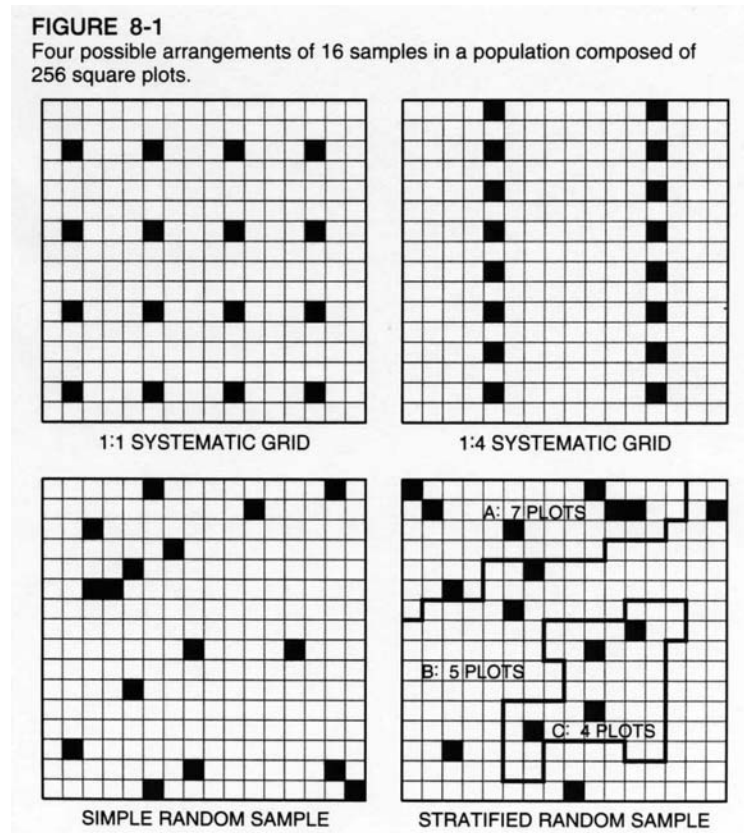 FIGURE 8-1
Four possible arrangements of 16 samples in a population composed of
256 square plots.
1:1 SYSTEMATIC GRID
1:4 SYSTEMATIC GRID
A: 7 PLOTS
B: 5 PLOTS
C: 4 PLOTS
SIMPLE RANDOM SAMPLE
STRATIFIED RANDOM SAMPLE